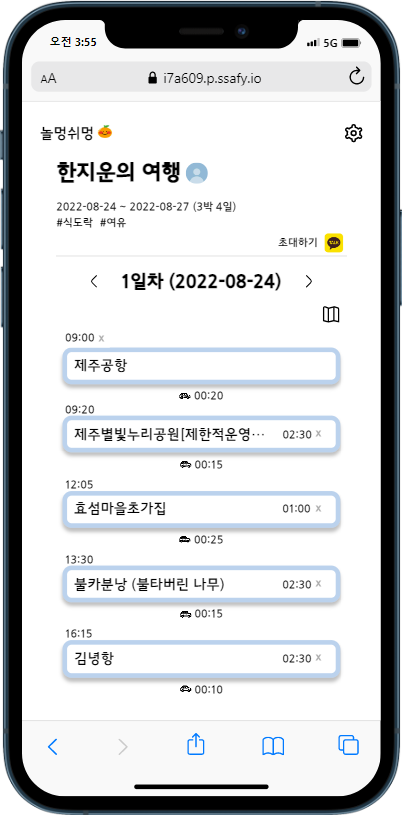 오전 3:55
5G
AA
i7a609.p.ssafy.io
놀멍쉬멍
한지운의 여행
2022-08-24 ~ 2022-08-27 (3박 4일)
#식도락 #여유
초대하기 TALK
1일차 (2022-08-24)
09:00 x
제주공항
00:20
09:20
제주별빛누리공원[제한적운영… 02:30 x
00:15
12:05
효섬마을초가집 01:00 x
00:25
13:30
불카분낭 (불타버린 나무) 02:30 x
00:15
16:15
김녕항 02:30 x
00:10